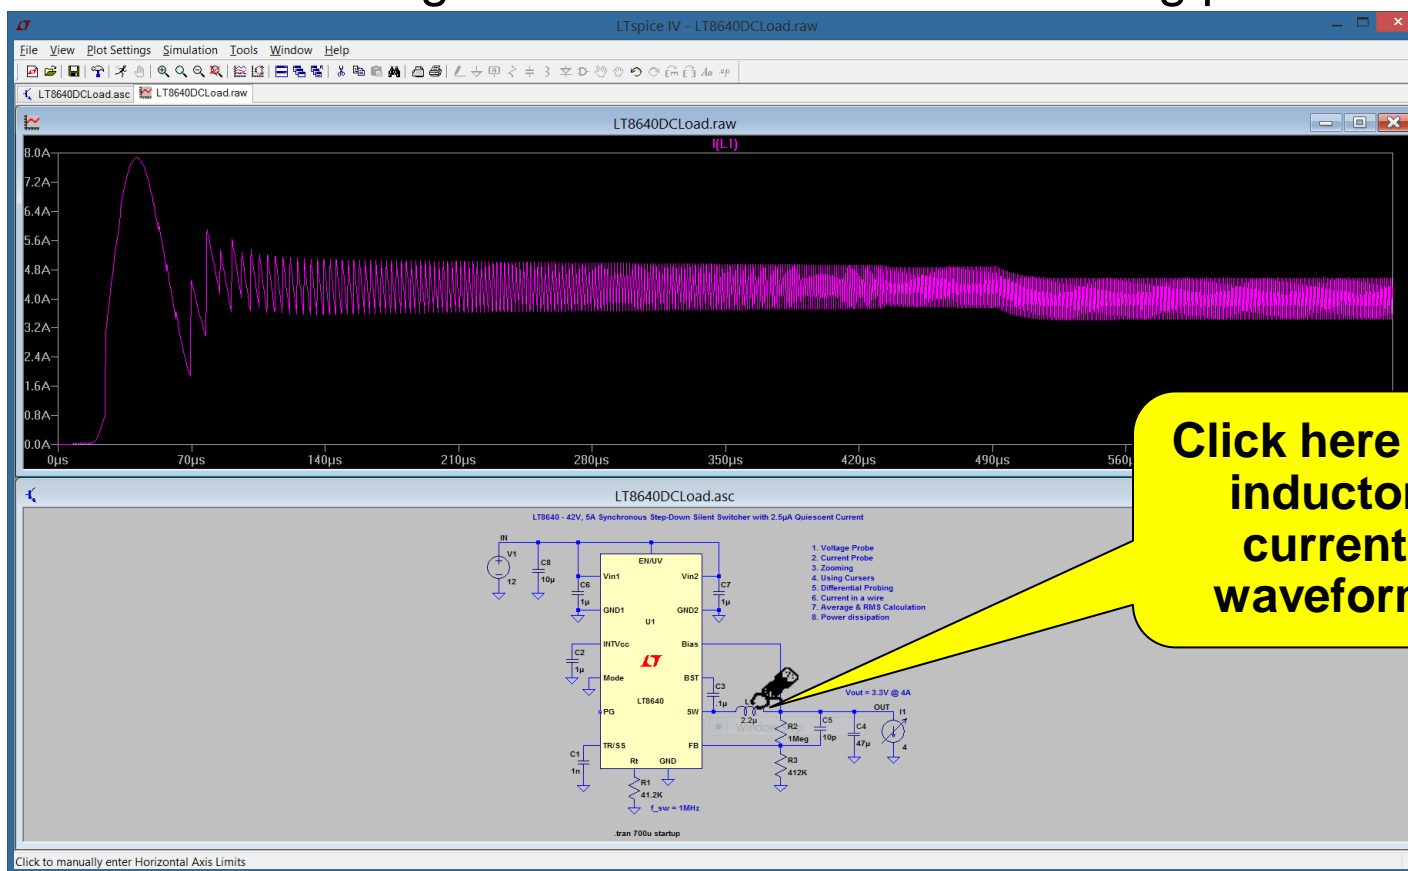 LTspice IV - LT8640DCLoad.raw
File View Plot Settings Simulation Tools Window Help
LT8640DCLoad.asc LT8640DCLoad.raw
LT8640DCLoad.raw
I(L1)
8.0A
7.2A
6.4A
5.6A
4.8A
4.0A
3.2A
2.4A
1.6A
0.8A
0.0A
0µs 70µs 140µs 210µs 280µs 350µs 420µs 490µs
Click here
inductor
current
LT8640DCLoad.asc
LT8640 - 42V, 5A Synchronous Step-Down Silent Switcher with 2.5µA Quiescent Current
1. Voltage Probe
2. Current Probe
3. Zooming
4. Using Cursers
5. Differential Probing
6. Current in a wire
7. Average & RMS Calculation
8. Power dissipation
IN
V1
12
C8
10µ
C6
1µ
EN/UV
Vin1 Vin2
C7
1µ
GND1 GND2
U1
INTVcc Bias
C2
1µ
Mode BST
LT8640
C3
.1µ
PG SW
2.2µ
Vout = 3.3V @ 4A
OUT
I1
4
R2
1Meg
C5
10p
C4
47µ
TR/SS FB
C1
1n
Rt GND
R3
412K
R1
41.2K
f_sw = 1MHz
.tran 700u startup
Click to manually enter Horizontal Axis Limits